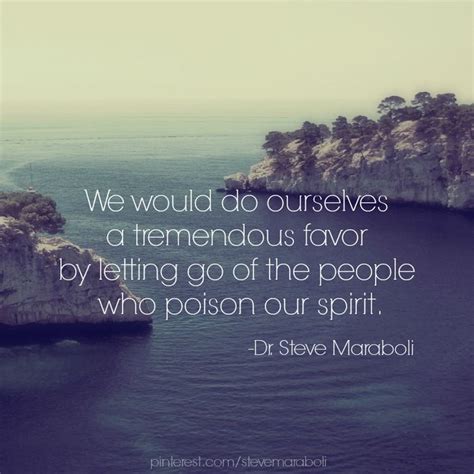 We would do ourselves
a tremendous favor
by letting go of the people
who poison our spirit.
-Dr. Steve Maraboli
pinterest.com/stevemaraboli